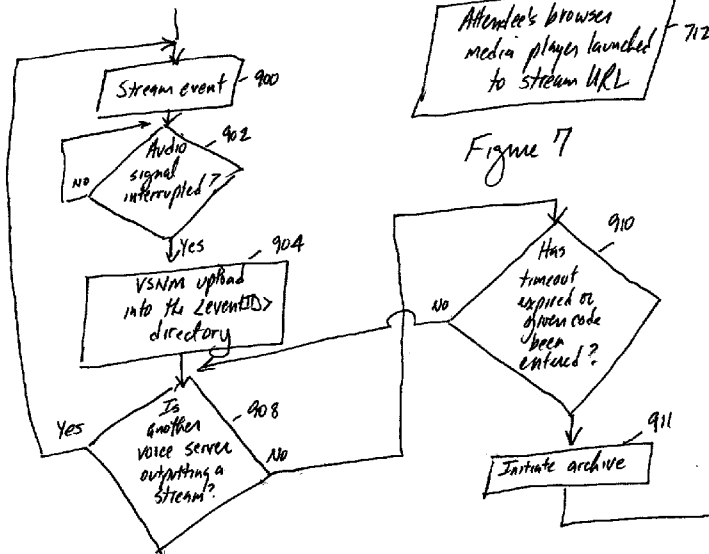 Stream event
900
Audio
signal
interrupted?
902
NO
Yes
904
VSNM upload
into the <eventID>
directory
908
Is
another
voice server
outputting a
stream?
Yes
NO
Attendee's browser
media player launched
to stream URL
712
Figure 7
910
Has
timeout
expired or
given code
been
entered?
NO
911
Initiate archive